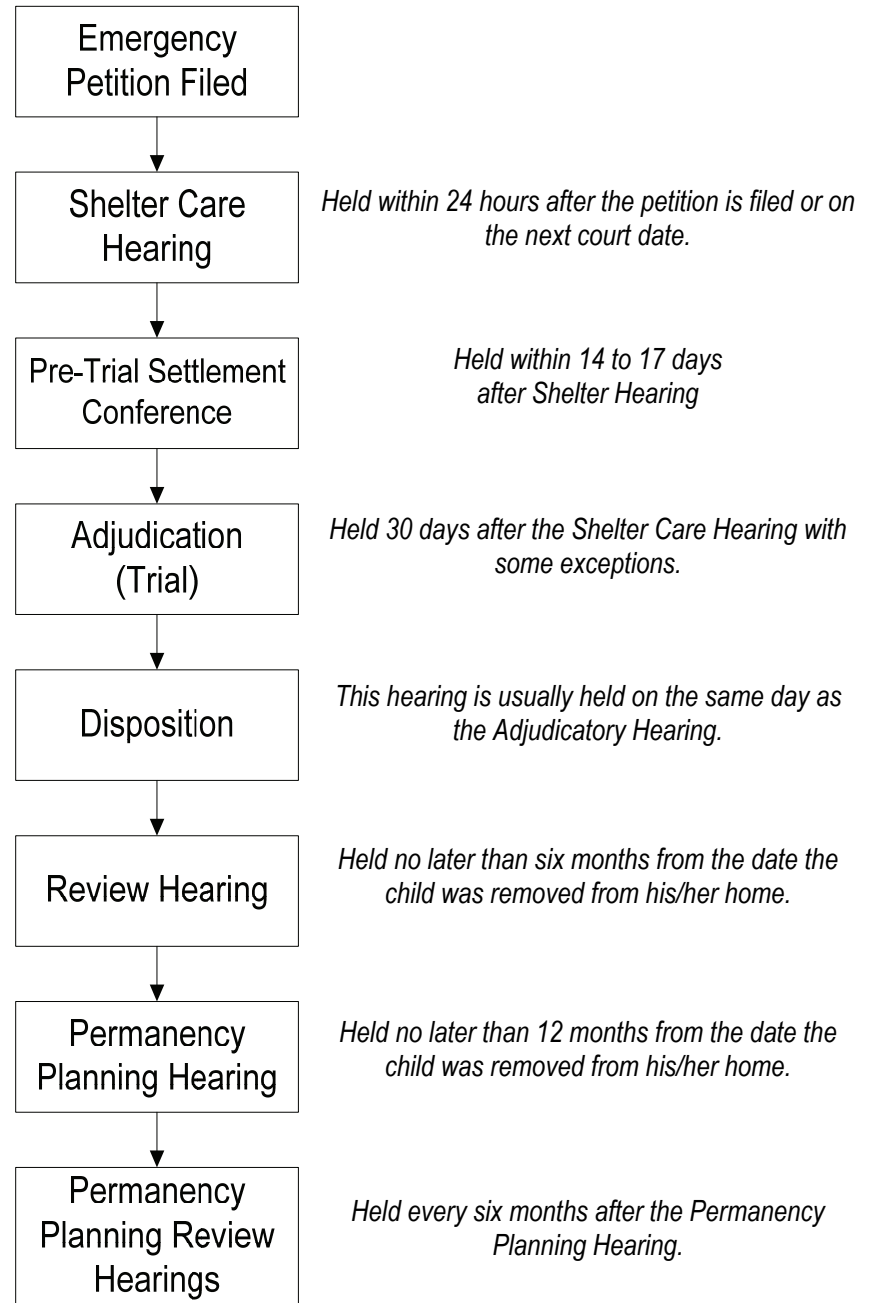 Emergency
Petition Filed
Shelter Care
Hearing
Held within 24 hours after the petition is filed or on
the next court date.
Pre-Trial Settlement
Conference
Held within 14 to 17 days
after Shelter Hearing
Adjudication
(Trial)
Held 30 days after the Shelter Care Hearing with
some exceptions.
Disposition
This hearing is usually held on the same day as
the Adjudicatory Hearing.
Review Hearing
Held no later than six months from the date the
child was removed from his/her home.
Permanency
Planning Hearing
Held no later than 12 months from the date the
child was removed from his/her home.
Permanency
Planning Review
Hearings
Held every six months after the Permanency
Planning Hearing.